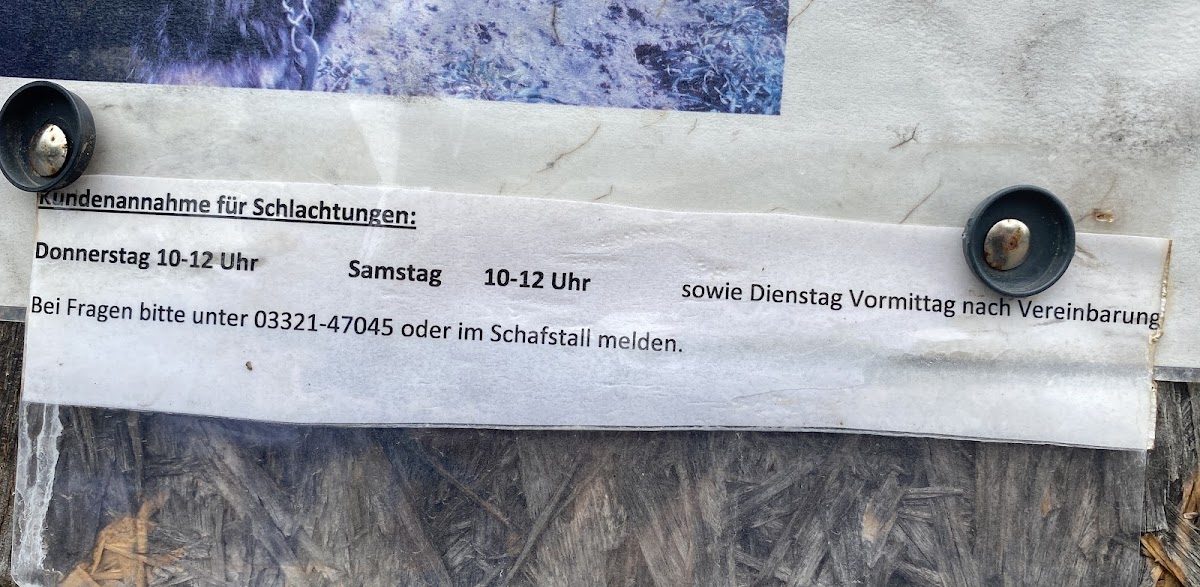 Kundenannahme für Schlachtungen:
Donnerstag 10-12 Uhr Samstag 10-12 Uhr sowie Dienstag Vormittag nach Vereinbarung
Bei Fragen bitte unter 03321-47045 oder im Schafstall melden.